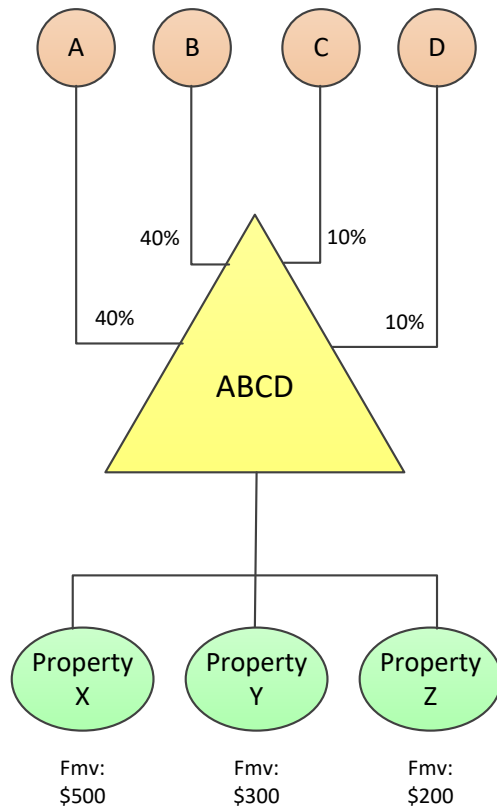 A B C D
40% 10%
40% 10%
ABCD
Property Property Property
X Y Z
Fmv: Fmv: Fmv:
$500 $300 $200